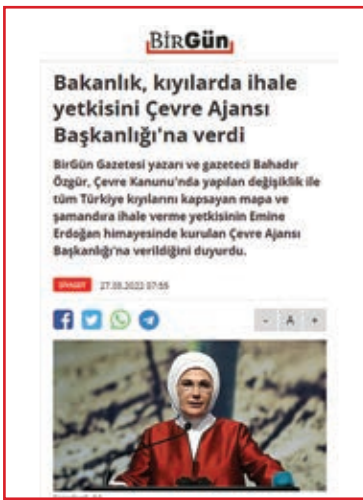 BirGün
Bakanlık, kıyılarda ihale
yetkisini Çevre Ajansı
Başkanlığı'na verdi
BirGün Gazetesi yazarı ve gazeteci Bahadır
Özgür, Çevre Kanunu'nda yapılan değişiklik ile
tüm Türkiye kıyılarını kapsayan mapa ve
şamandıra ihale verme yetkisinin Emine
Erdoğan himayesinde kurulan Çevre Ajansı
Başkanlığı'na verildiğini duyurdu.
SİYASET 2022 07:55
- A +